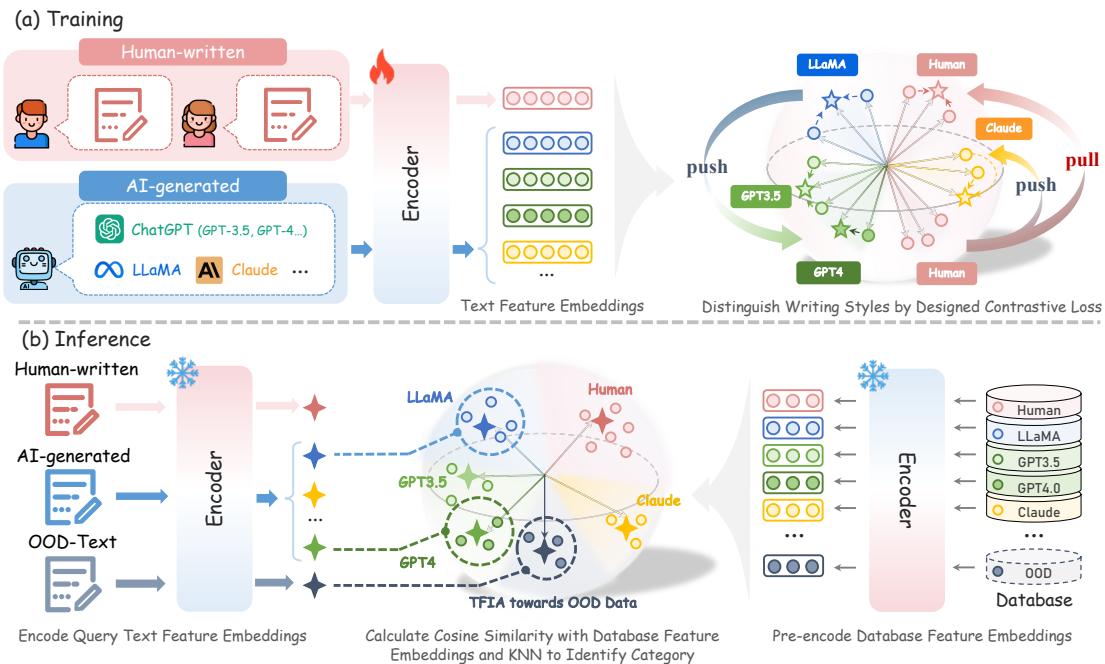 (a) Training
Human-written
AI-generated
ChatGPT (GPT-3.5, GPT-4...)
LLaMA
Claude
...
AI
Encoder
...
Text Feature Embeddings
LLaMA
Human
Claude
push
pull
push
GPT3.5
GPT4
Human
Distinguish Writing Styles by Designed Contrastive Loss
(b) Inference
Human-written
AI-generated
OOD-Text
Encoder
...
Encode Query Text Feature Embeddings
LLaMA
Human
GPT3.5
Claude
GPT4
TFIA towards OOD Data
Calculate Cosine Similarity with Database Feature
Embeddings and KNN to Identify Category
...
Encoder
Human
LLaMA
GPT3.5
GPT4.0
Claude
...
OOD
Database
Pre-encode Database Feature Embeddings